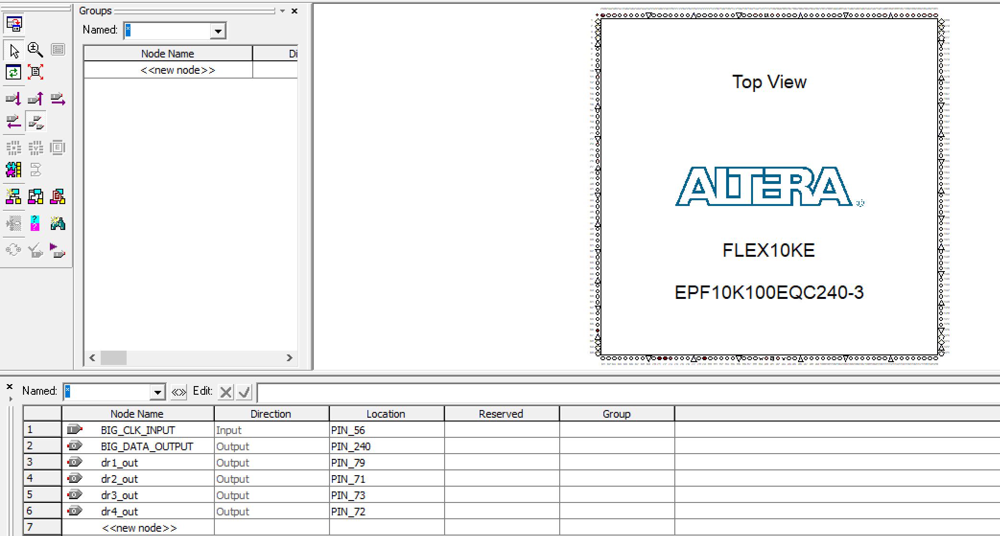 Groups
Named: *
Node Name Di
<<new node>>
Top View
ALTERA ®
FLEX10KE
EPF10K100EQC240-3
Named: * <<>> Edit:
Node Name Direction Location Reserved Group
1 BIG_CLK_INPUT Input PIN_56
2 BIG_DATA_OUTPUT Output PIN_240
3 dr1_out Output PIN_79
4 dr2_out Output PIN_71
5 dr3_out Output PIN_73
6 dr4_out Output PIN_72
7 <<new node>>